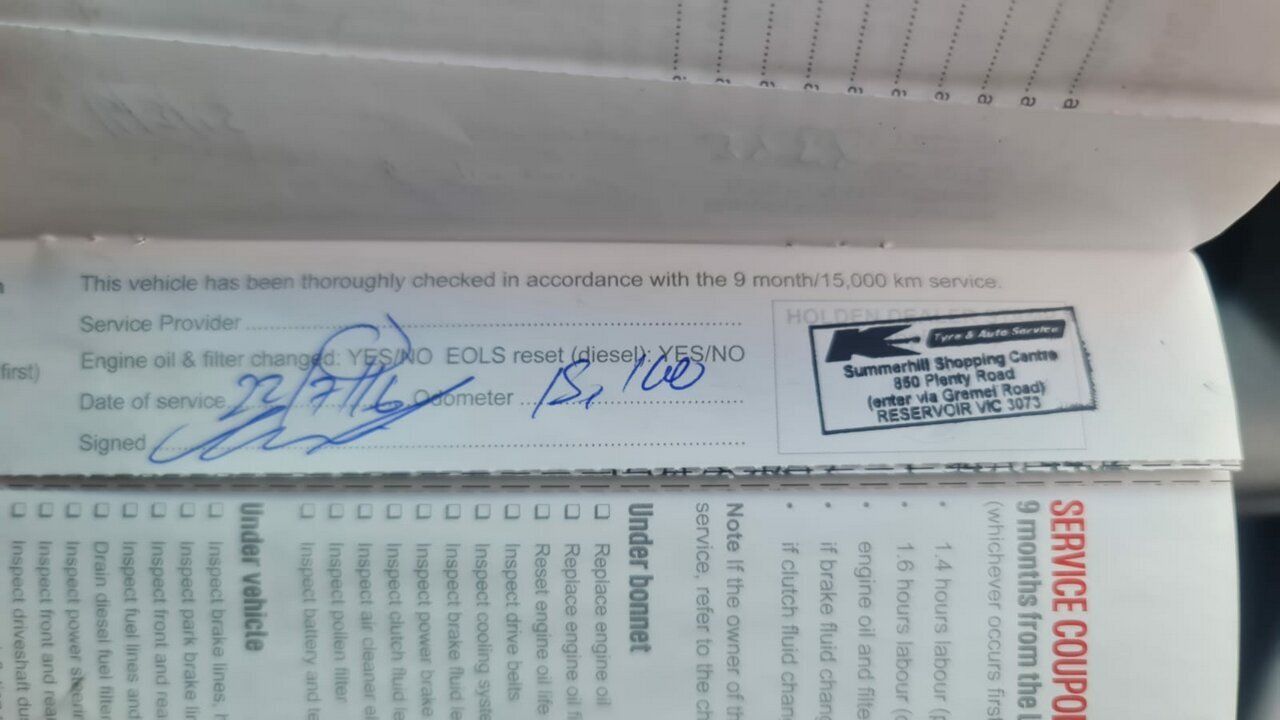 This vehicle has been thoroughly checked in accordance with the 9 month/15,000 km service.
Service Provider
Engine oil & filter changed: YES/NO EOLS reset (diesel): YES/NO
Date of service 22/7/16 Odometer 15,100
Signed
HOLDEN DEALER
K Tyre & Auto Service
Summerhill Shopping Centre
850 Plenty Road
(enter via Gremel Road)
RESERVOIR VIC 3073
first)
SERVICE COUPO
9 months from the
(whichever occurs first
• 1.4 hours labour (
• 1.6 hours labour (
• engine oil and filte
• if brake fluid chan
• if clutch fluid chan
Note If the owner of th
service, refer to the ch
Under bonnet
Replace engine oil
Replace engine oil fi
Reset engine oil life
Inspect drive belts
Inspect cooling syste
Inspect brake fluid le
Inspect power brake
Inspect clutch fluid le
Inspect air cleaner el
Inspect pollen filter
Inspect battery and te
Under vehicle
Inspect brake lines, h
Inspect park brake li
Inspect front and rea
Inspect fuel lines and
Drain diesel fuel filter
Inspect power steeri
Inspect front and rea
Inspect driveshaft du